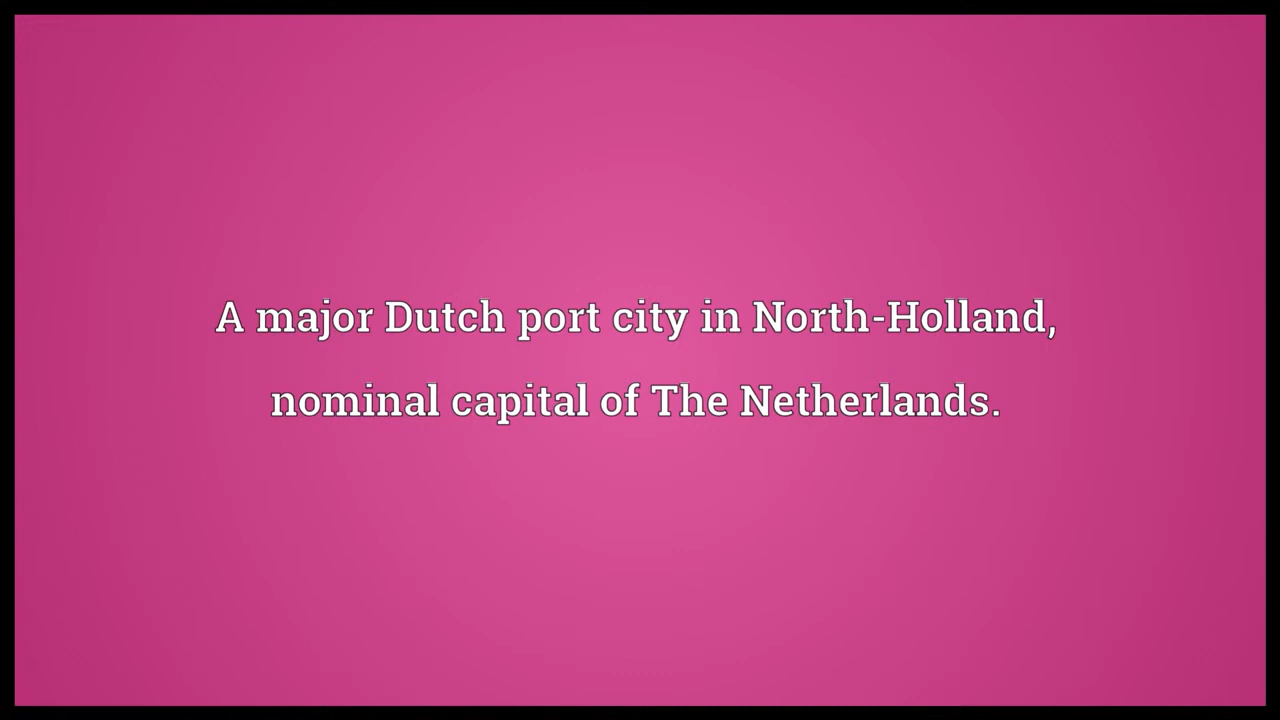 A major Dutch port city in North-Holland,
nominal capital of The Netherlands.